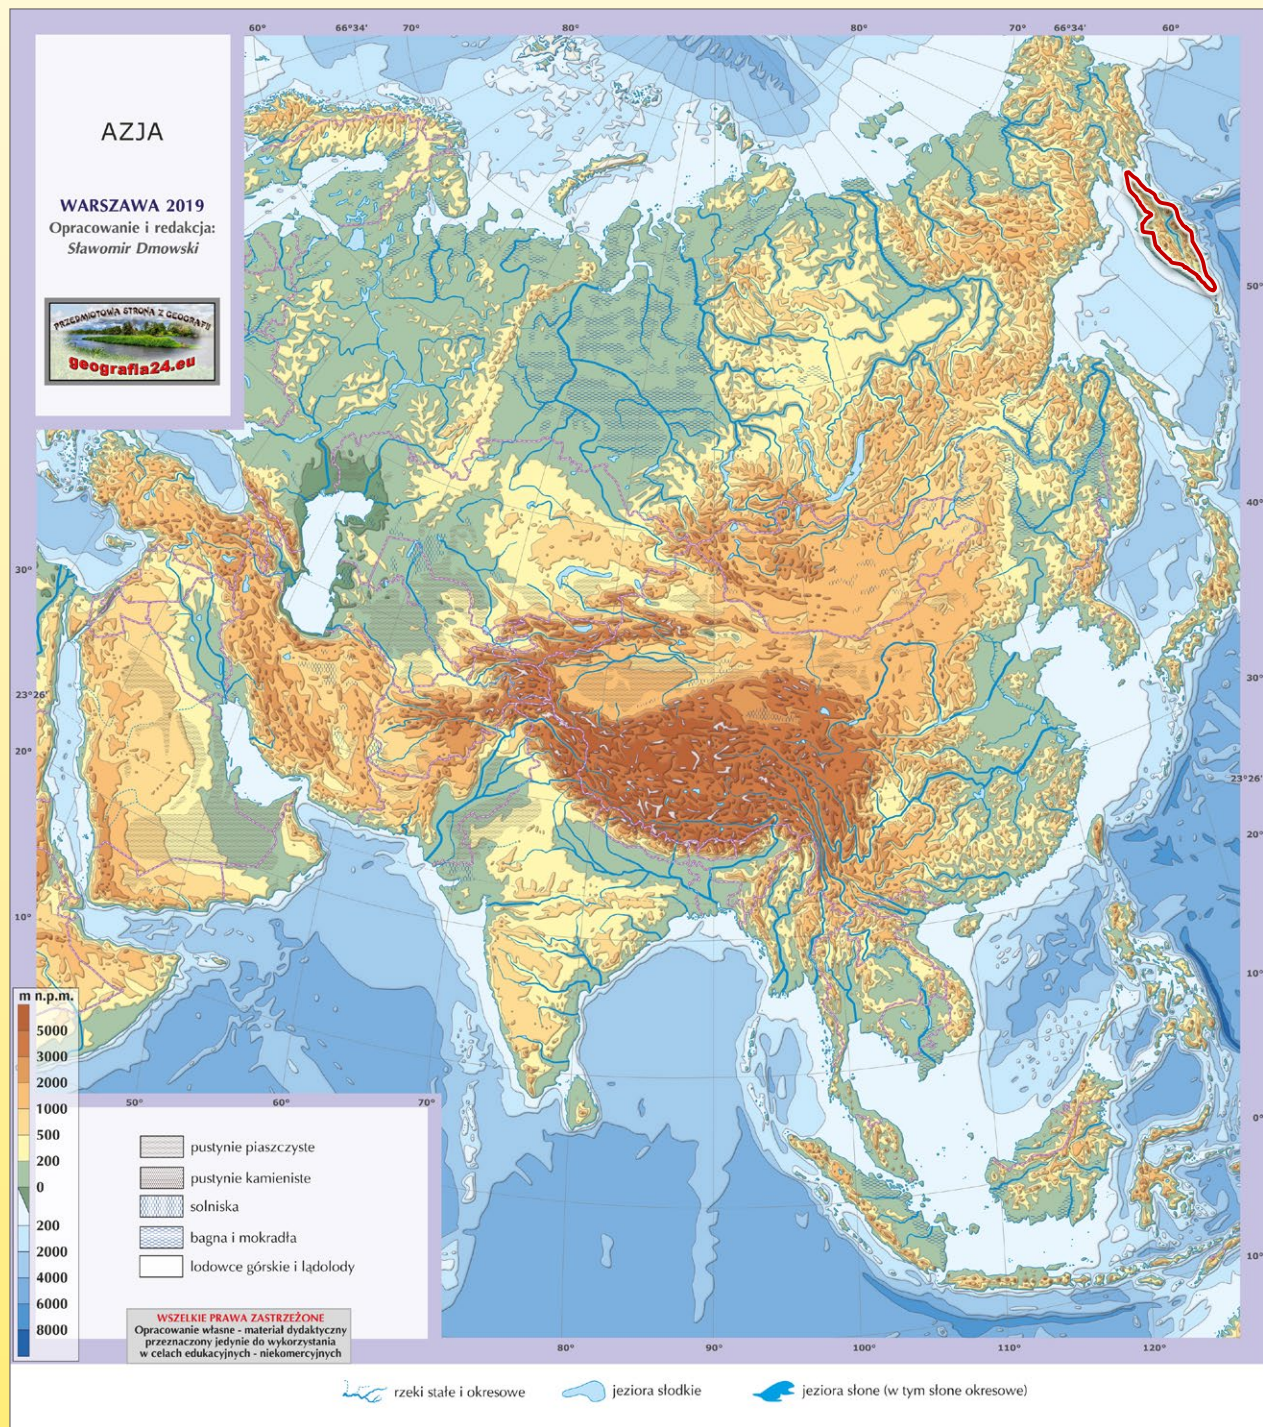 60°
66°34'
70°
80°
80°
70°
66°34'
60°
AZJA
WARSZAWA 2019
Opracowanie i redakcja:
Sławomir Dmowski
PRZEDMIOTOWA STRONA Z GEOGRAFII
geografia24.eu
50°
40°
30°
30°
23°26'
20°
23°26'
20°
10°
10°
0°
10°
m n.p.m.
5000
3000
2000
1000
500
200
0
200
2000
4000
6000
8000
50°
60°
70°
pustynie piaszczyste
pustynie kamieniste
solniska
bagna i mokradła
lodowce górskie i lądolody
WSZELKIE PRAWA ZASTRZEŻONE
Opracowanie własne - materiał dydaktyczny
przeznaczony jedynie do wykorzystania
w celach edukacyjnych - niekomercyjnych
80°
90°
100°
110°
120°
rzeki stałe i okresowe
jeziora słodkie
jeziora słone (w tym słone okresowe)